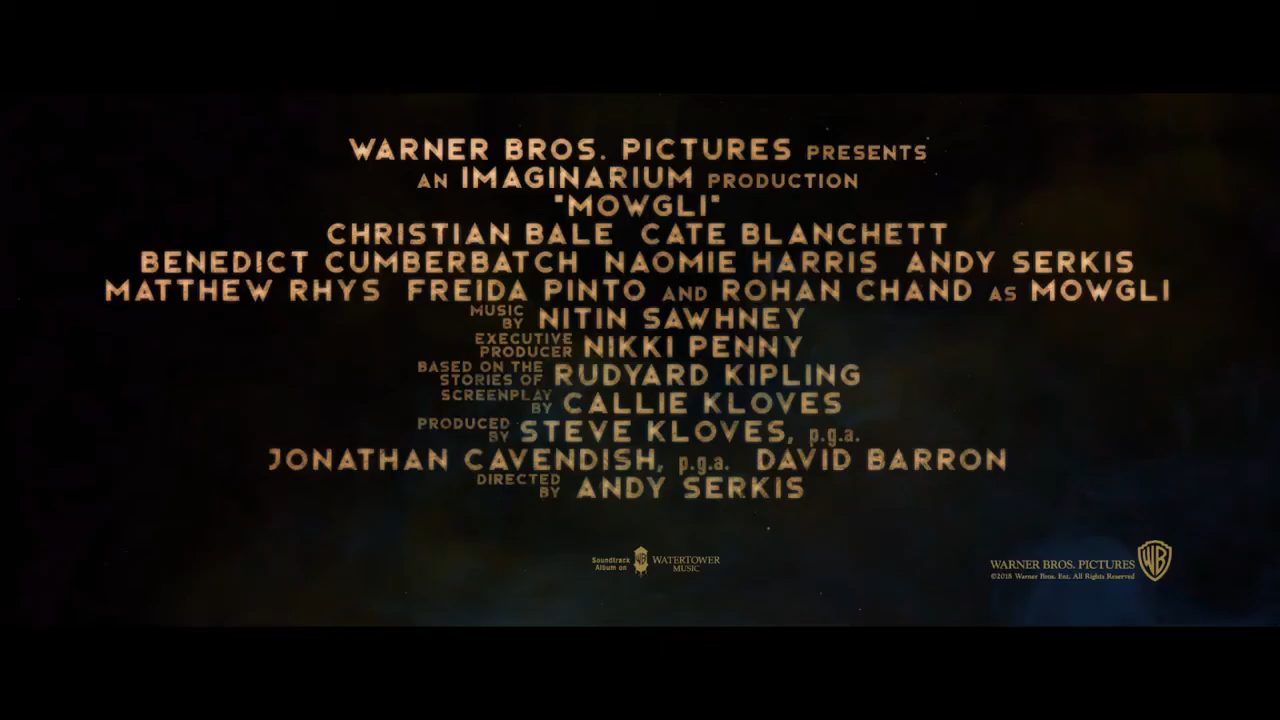 WARNER BROS. PICTURES PRESENTS
AN IMAGINARIUM PRODUCTION
"MOWGLI"
CHRISTIAN BALE CATE BLANCHETT
BENEDICT CUMBERBATCH NAOMIE HARRIS ANDY SERKIS
MATTHEW RHYS FREIDA PINTO AND ROHAN CHAND AS MOWGLI
MUSIC BY NITIN SAWHNEY
EXECUTIVE PRODUCER NIKKI PENNY
BASED ON THE STORIES OF RUDYARD KIPLING
SCREENPLAY BY CALLIE KLOVES
PRODUCED BY STEVE KLOVES, p.g.a.
JONATHAN CAVENDISH, p.g.a. DAVID BARRON
DIRECTED BY ANDY SERKIS
Soundtrack Album on WATERTOWER MUSIC
WARNER BROS. PICTURES WB
©2018 Warner Bros. Ent. All Rights Reserved